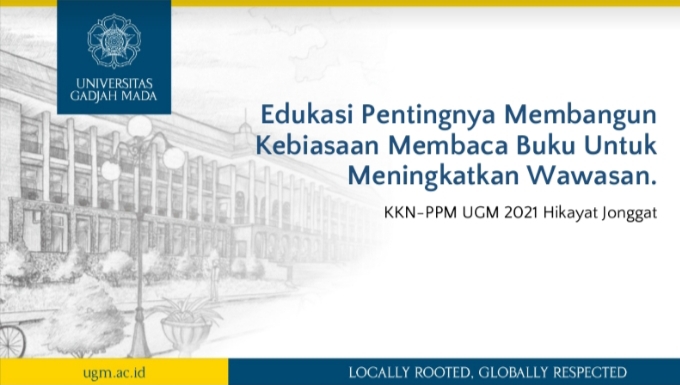 UNIVERSITAS
GADJAH MADA
Edukasi Pentingnya Membangun
Kebiasaan Membaca Buku Untuk
Meningkatkan Wawasan.
KKN-PPM UGM 2021 Hikayat Jonggat
ugm.ac.id
LOCALLY ROOTED, GLOBALLY RESPECTED